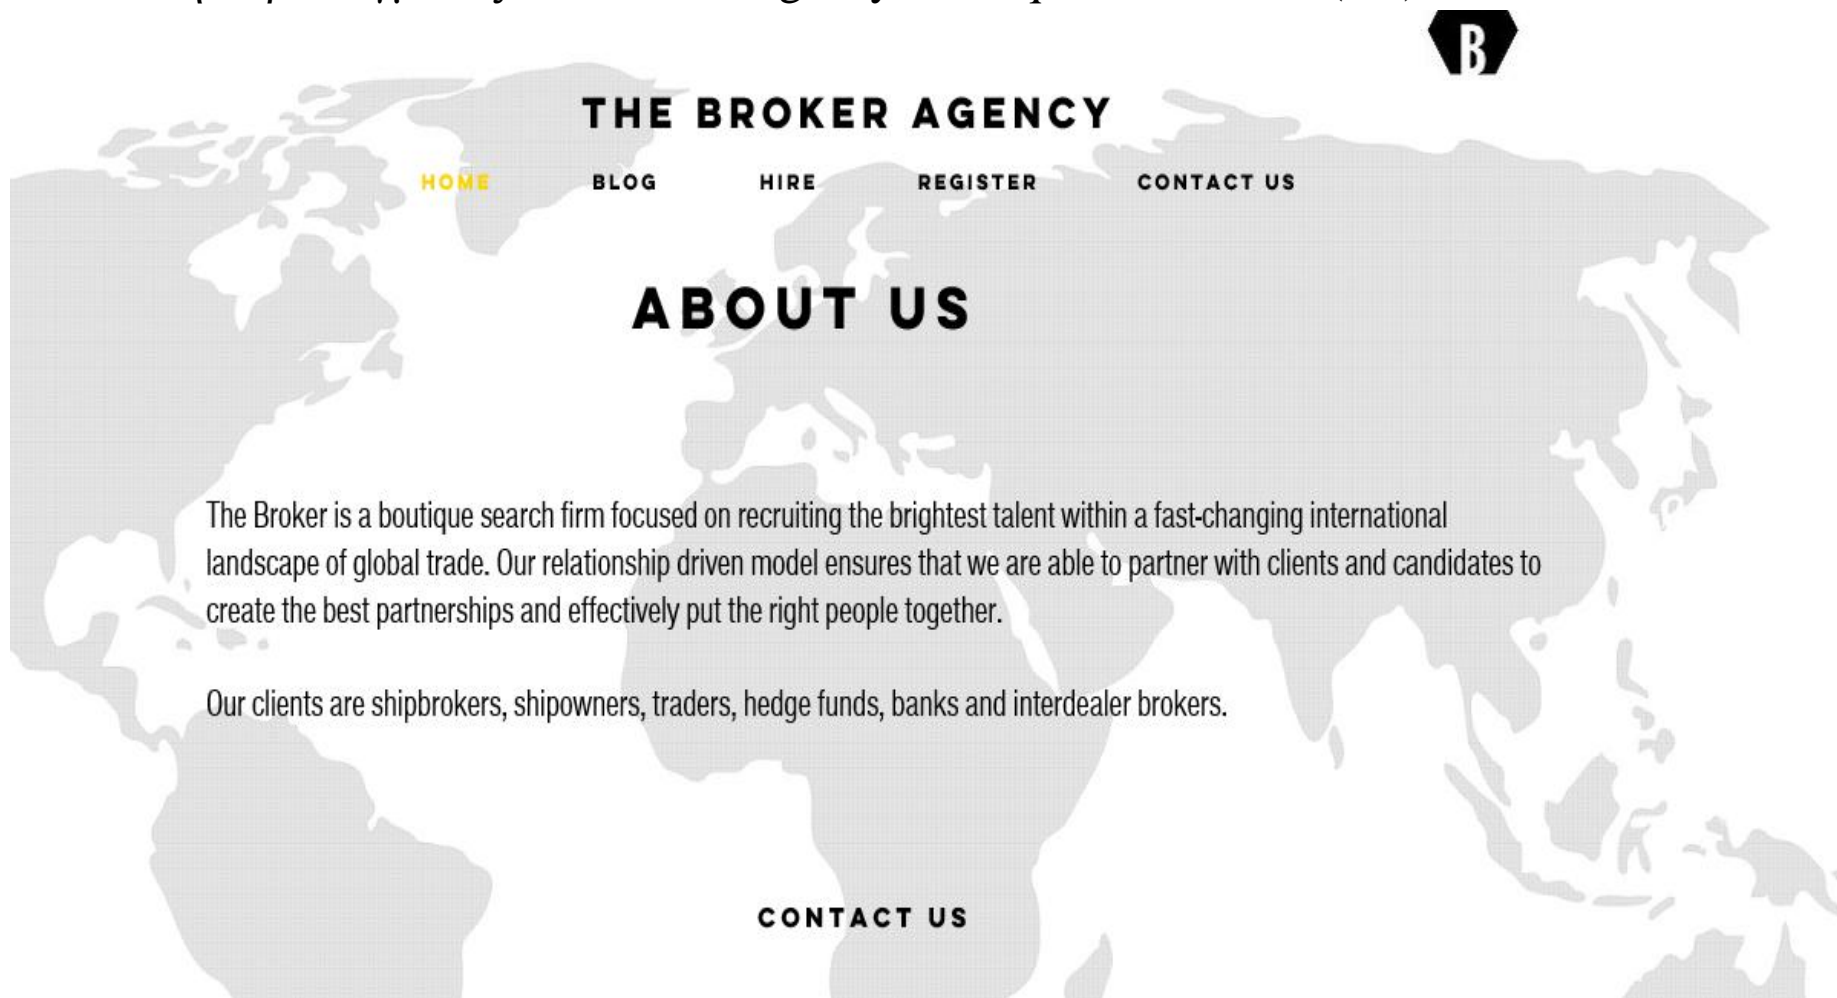 B
THE BROKER AGENCY
HOME BLOG HIRE REGISTER CONTACT US
ABOUT US
The Broker is a boutique search firm focused on recruiting the brightest talent within a fast-changing international
landscape of global trade. Our relationship driven model ensures that we are able to partner with clients and candidates to
create the best partnerships and effectively put the right people together.
Our clients are shipbrokers, shipowners, traders, hedge funds, banks and interdealer brokers.
CONTACT US